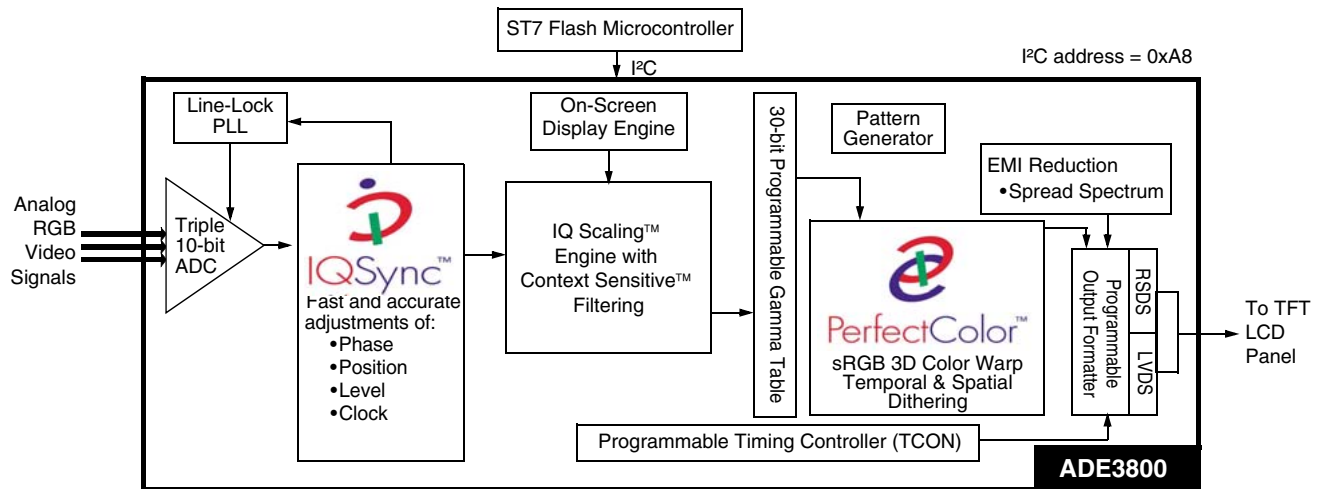 ST7 Flash Microcontroller
I²C
I²C address = 0xA8
Line-Lock
PLL
On-Screen
Display Engine
30-bit Programmable Gamma Table
Pattern
Generator
EMI Reduction
•Spread Spectrum
Analog
RGB
Video
Signals
Triple
10-bit
ADC
IQSync™
Fast and accurate
adjustments of:
•Phase
•Position
•Level
•Clock
IQ Scaling™
Engine with
Context Sensitive™
Filtering
PerfectColor™
sRGB 3D Color Warp
Temporal & Spatial
Dithering
Programmable
Output Formatter
RSDS
LVDS
To TFT
LCD
Panel
Programmable Timing Controller (TCON)
ADE3800